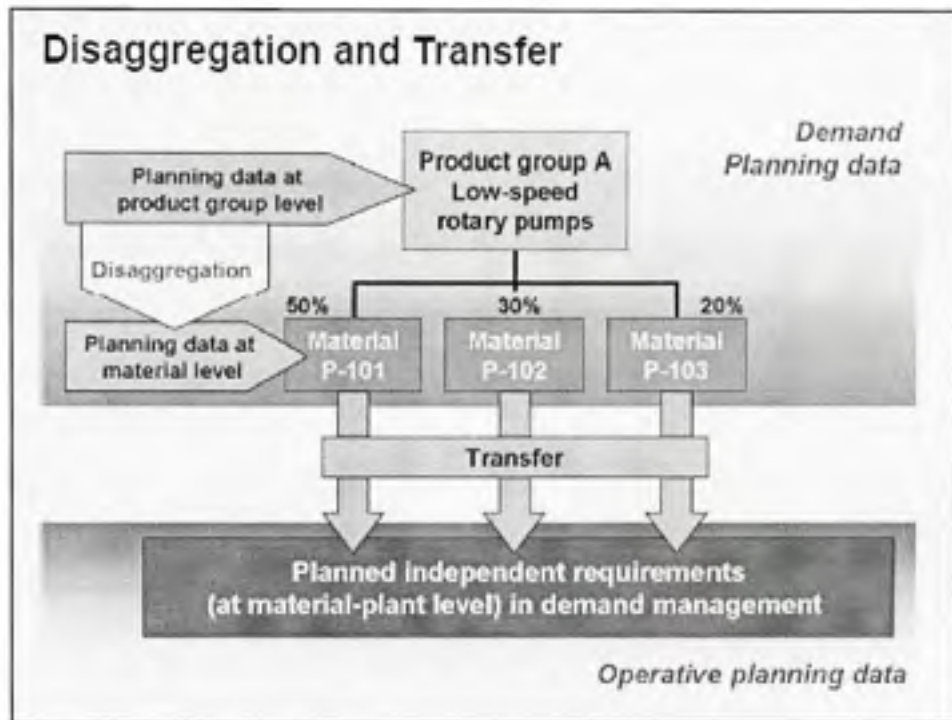 Disaggregation and Transfer
Demand
Planning data
Planning data at
product group level
Product group A
Low-speed
rotary pumps
Disaggregation
50%
30%
20%
Planning data at
material level
Material
P-101
Material
P-102
Material
P-103
Transfer
Planned independent requirements
(at material-plant level) in demand management
Operative planning data